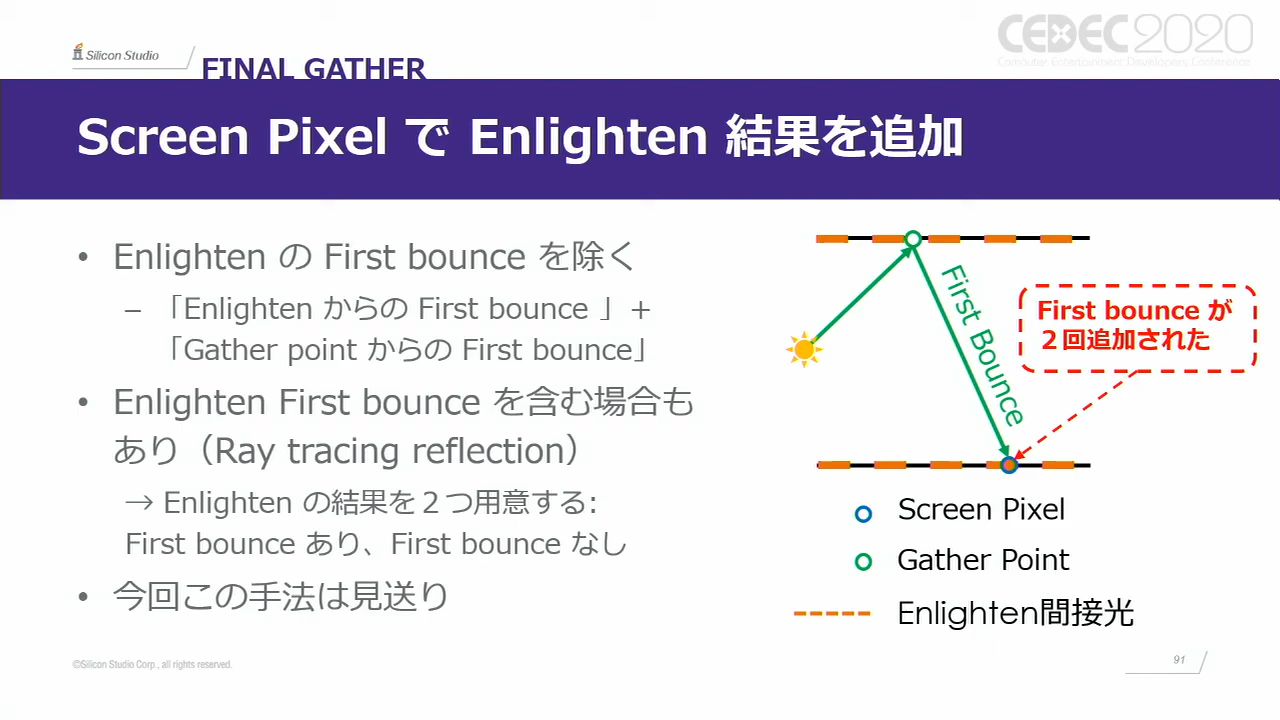 Silicon Studio
CEDEC2020
Computer Entertainment Developers Conference
FINAL GATHER
Screen Pixel で Enlighten 結果を追加
• Enlighten の First bounce を除く
– 「Enlighten からの First bounce 」+
「Gather point からの First bounce」
• Enlighten First bounce を含む場合も
あり（Ray tracing reflection）
→ Enlighten の結果を２つ用意する:
First bounce あり、First bounce なし
• 今回この手法は見送り
First Bounce
First bounce が
２回追加された
Screen Pixel
Gather Point
Enlighten間接光
©Silicon Studio Corp., all rights reserved.
91